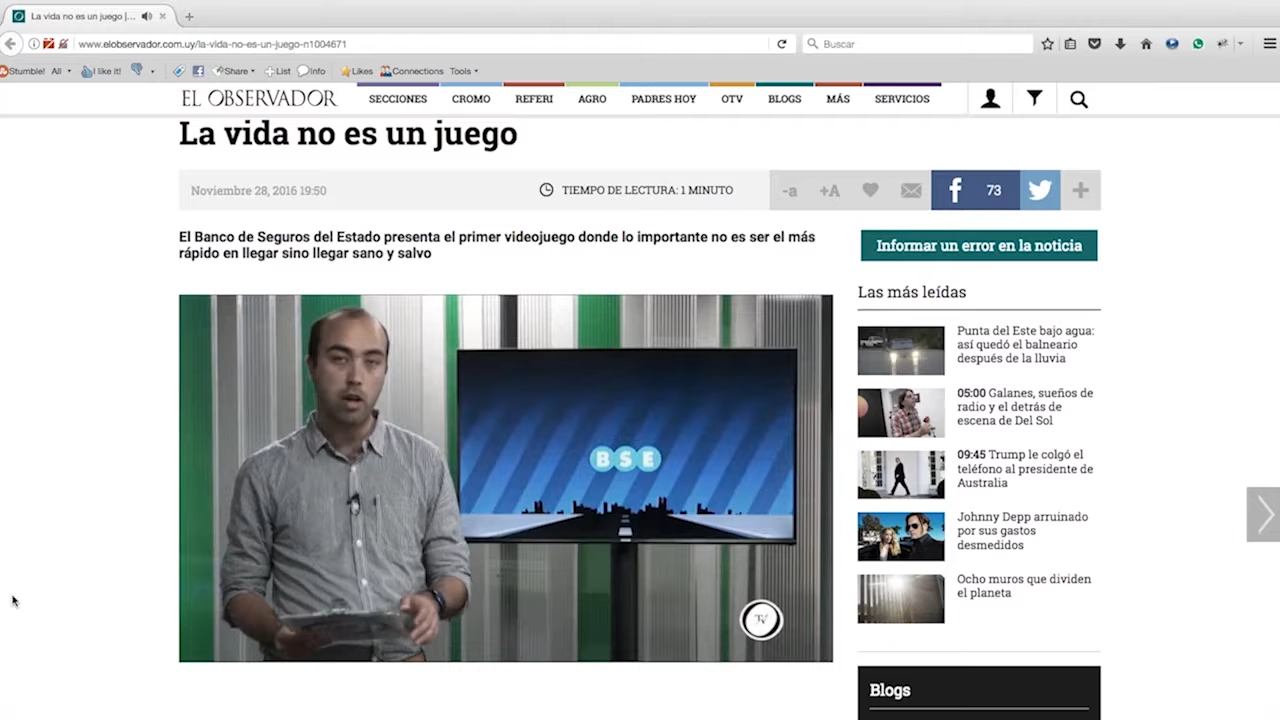 La vida no es un juego |...
www.elobservador.com.uy/la-vida-no-es-un-juego-n1004671
Buscar
Stumble!
All
I like it!
Share
List
Info
Likes
Connections
Tools
EL OBSERVADOR
SECCIONES
CROMO
REFERI
AGRO
PADRES HOY
OTV
BLOGS
MÁS
SERVICIOS
La vida no es un juego
Noviembre 28, 2016 19:50
TIEMPO DE LECTURA: 1 MINUTO
-a
+A
f
73
El Banco de Seguros del Estado presenta el primer videojuego donde lo importante no es ser el más
rápido en llegar sino llegar sano y salvo
BSE
TV
Informar un error en la noticia
Las más leídas
Punta del Este bajo agua:
así quedó el balneario
después de la lluvia
05:00 Galanes, sueños de
radio y el detrás de
escena de Del Sol
09:45 Trump le colgó el
teléfono al presidente de
Australia
Johnny Depp arruinado
por sus gastos
desmedidos
Ocho muros que dividen
el planeta
Blogs